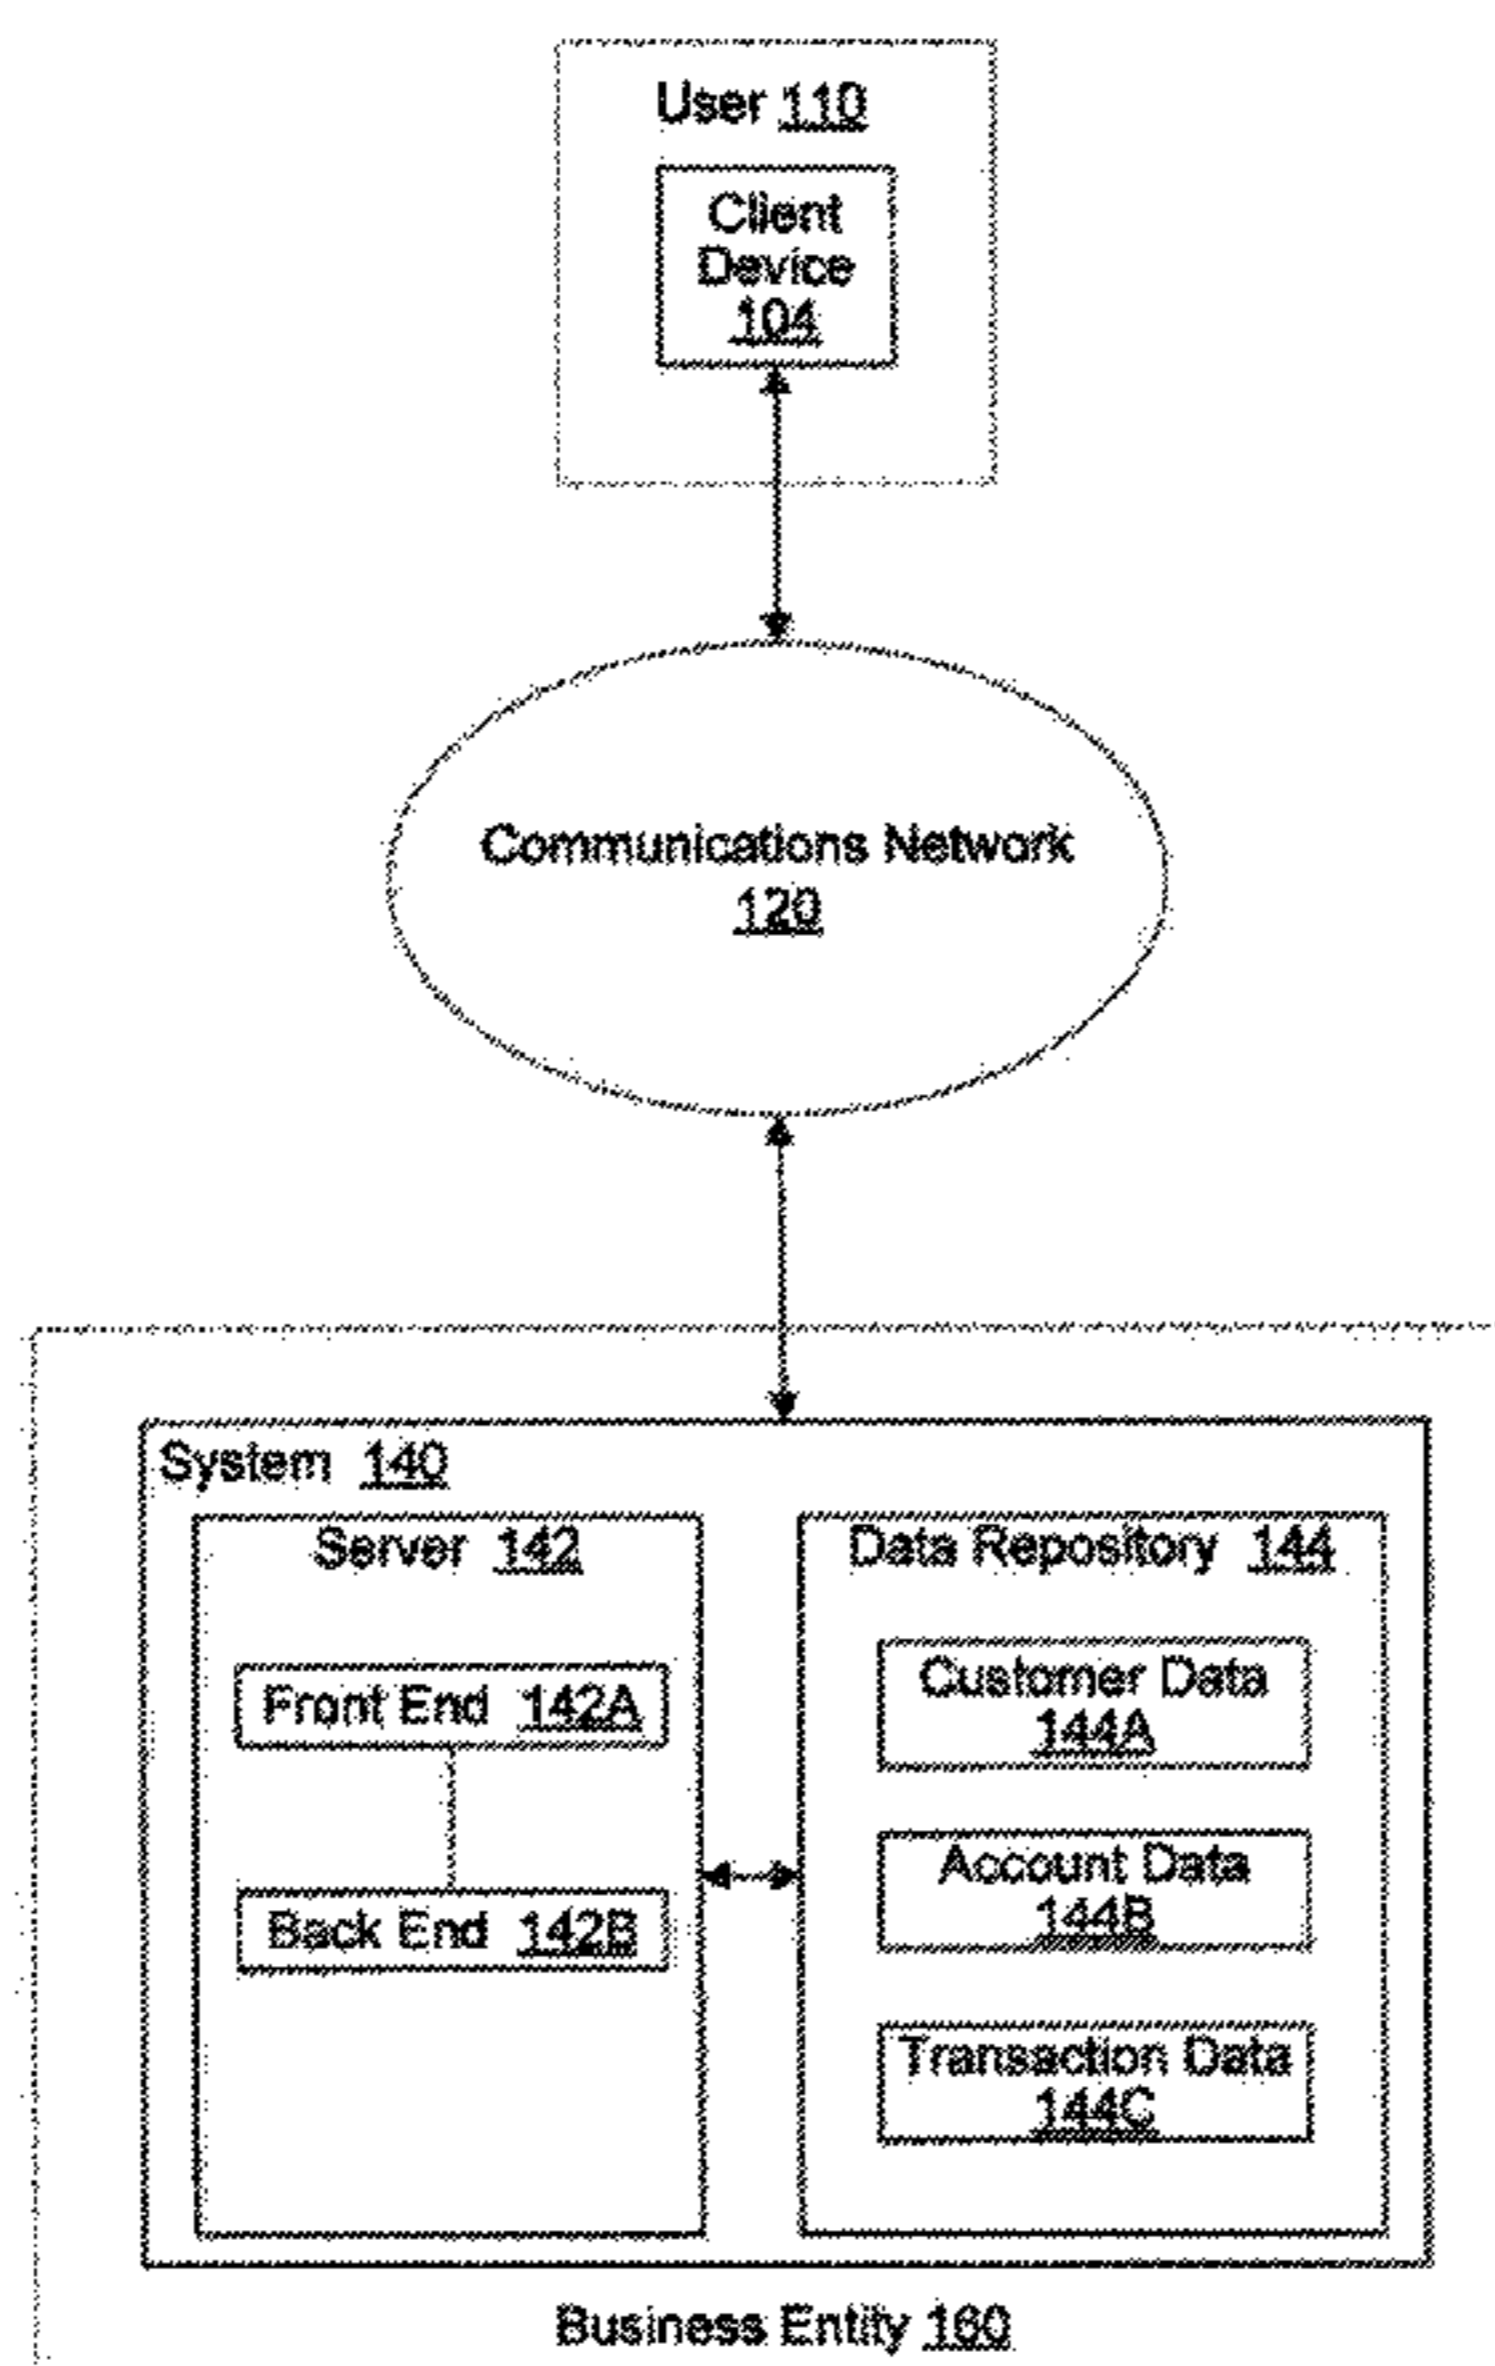 User 110
Client
Device
104
Communications Network
120
System 140
Server 142
Front End 142A
Back End 142B
Data Repository 144
Customer Data
144A
Account Data
144B
Transaction Data
144C
Business Entity 160